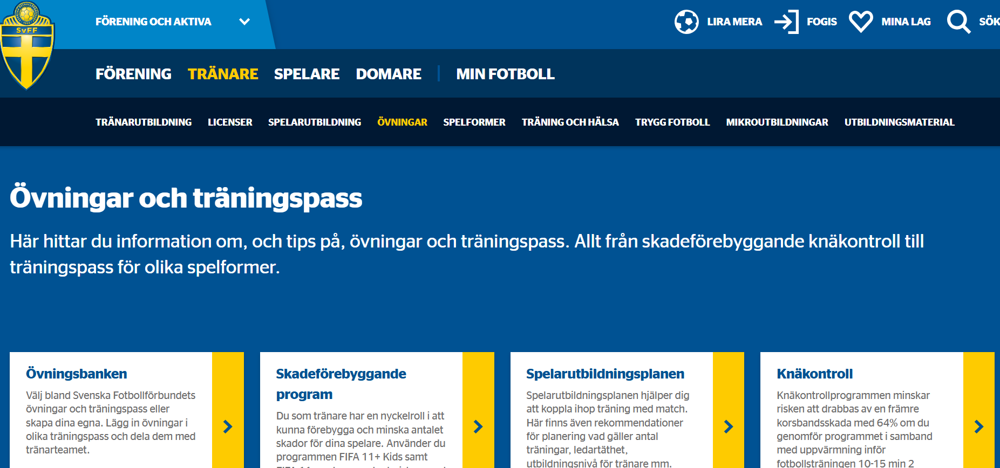 SvFF
FÖRENING OCH AKTIVA
LIRA MERA
FOGIS
MINA LAG
SÖK
FÖRENING
TRÄNARE
SPELARE
DOMARE
MIN FOTBOLL
TRÄNARUTBILDNING
LICENSER
SPELARUTBILDNING
ÖVNINGAR
SPELFORMER
TRÄNING OCH HÄLSA
TRYGG FOTBOLL
MIKROUTBILDNINGAR
UTBILDNINGSMATERIAL
Övningar och träningspass
Här hittar du information om, och tips på, övningar och träningspass. Allt från skadeförebyggande knäkontroll till
träningspass för olika spelformer.
Övningsbanken
Välj bland Svenska Fotbollförbundets
övningar och träningspass eller
skapa dina egna. Lägg in övningar i
olika träningspass och dela dem med
tränarteamet.
Skadeförebyggande
program
Du som tränare har en nyckelroll i att
kunna förebygga och minska antalet
skador för dina spelare. Använder du
programmen FIFA 11+ Kids samt
Spelarutbildningsplanen
Spelarutbildningsplanen hjälper dig
att koppla ihop träning med match.
Här finns även rekommendationer
för planering vad gäller antal
träningar, ledartäthet,
utbildningsnivå för tränare mm.
Knäkontroll
Knäkontrollprogrammen minskar
risken att drabbas av en främre
korsbandsskada med 64% om du
genomför programmet i samband
med uppvärmning inför
fotbollsträningen 10-15 min 2